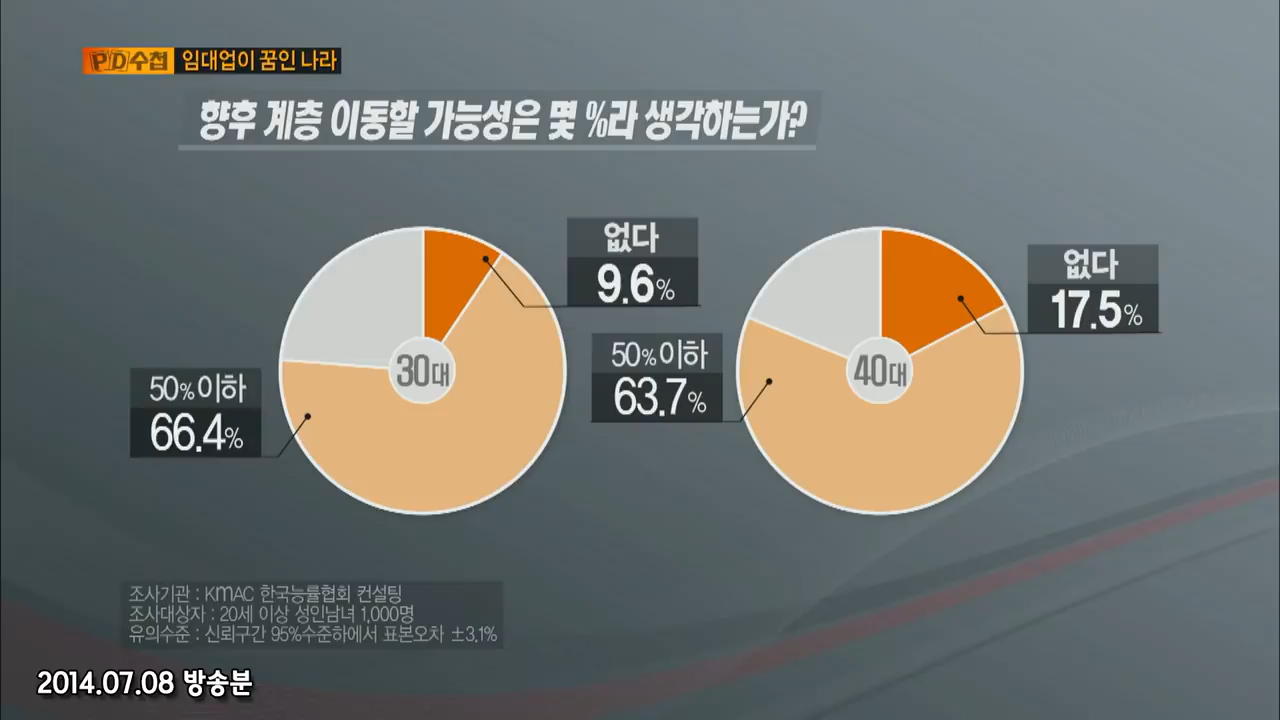 PD수첩 임대업이 꿈인 나라
향후 계층 이동할 가능성은 몇 %라 생각하는가?
없다
9.6%
50%이하
66.4%
30대
없다
17.5%
50%이하
63.7%
40대
조사기관 : KMAC 한국능률협회 컨설팅
조사대상자 : 20세 이상 성인남녀 1,000명
유의수준 : 신뢰구간 95%수준하에서 표본오차 ±3.1%
2014.07.08 방송분